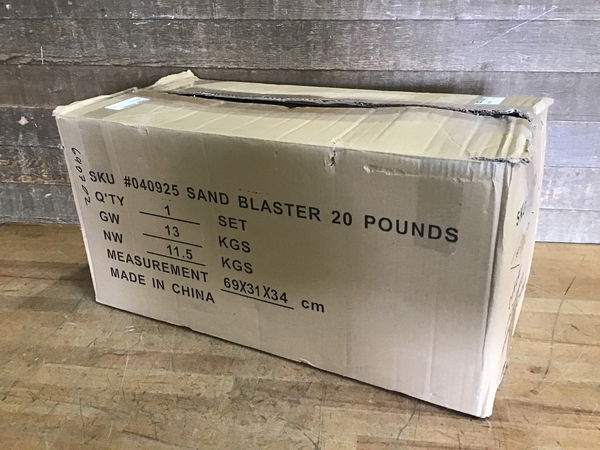 SKU #040925 SAND BLASTER 20 POUNDS
Q'TY 1 SET
GW 13 KGS
NW 11.5 KGS
MEASUREMENT 69X31X34 cm
MADE IN CHINA